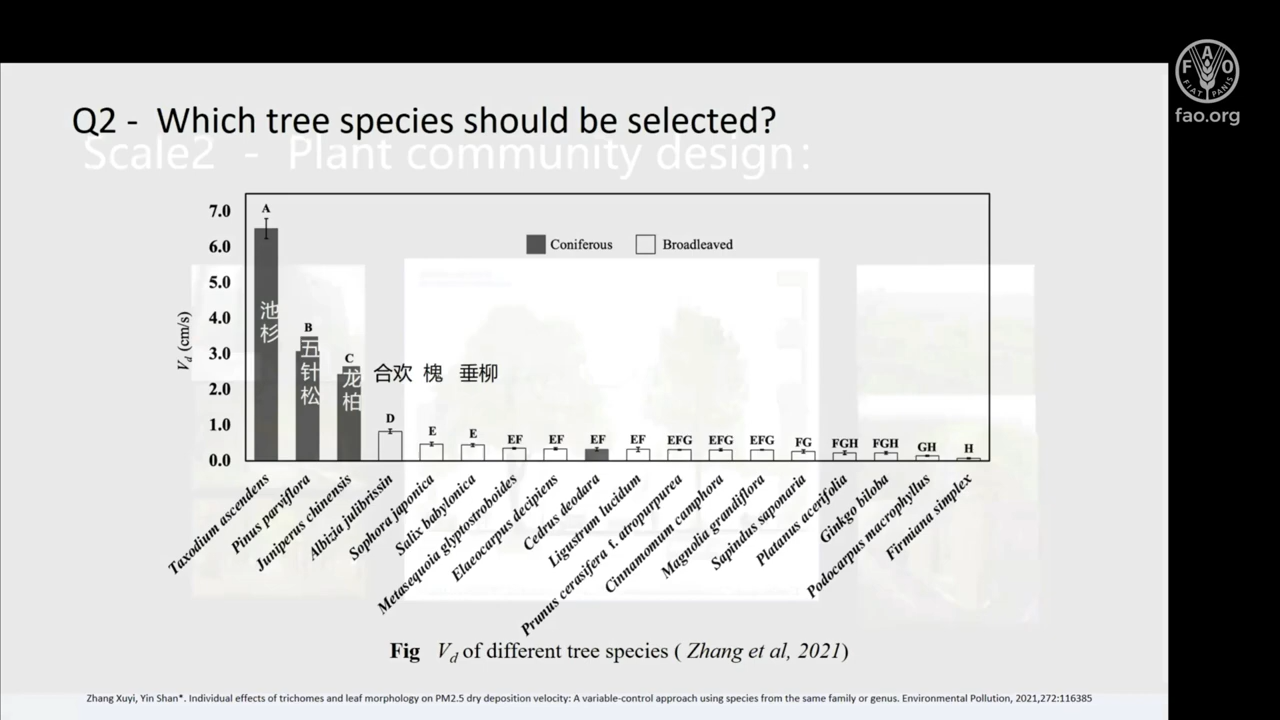 FAO
FIAT PANIS
fao.org
Q2 - Which tree species should be selected?
Scale2 - Plant community design:
7.0
6.0
5.0
4.0
3.0
2.0
1.0
0.0
Vd (cm/s)
Coniferous
Broadleaved
A
B
C
D
E
E
EF
EF
EF
EF
EFG
EFG
EFG
FG
FGH
FGH
GH
H
池杉
五针松
龙柏
合欢 槐 垂柳
Taxodium ascendens
Pinus parviflora
Juniperus chinensis
Albizia julibrissin
Sophora japonica
Salix babylonica
Metasequoia glyptostroboides
Elaeocarpus decipiens
Cedrus deodara
Ligustrum lucidum
Prunus cerasifera f. atropurpurea
Cinnamomum camphora
Magnolia grandiflora
Sapindus saponaria
Platanus acerifolia
Ginkgo biloba
Podocarpus macrophyllus
Firmiana simplex
Fig Vd of different tree species ( Zhang et al, 2021)
Zhang Xuyi, Yin Shan*. Individual effects of trichomes and leaf morphology on PM2.5 dry deposition velocity: A variable-control approach using species from the same family or genus. Environmental Pollution, 2021,272:116385